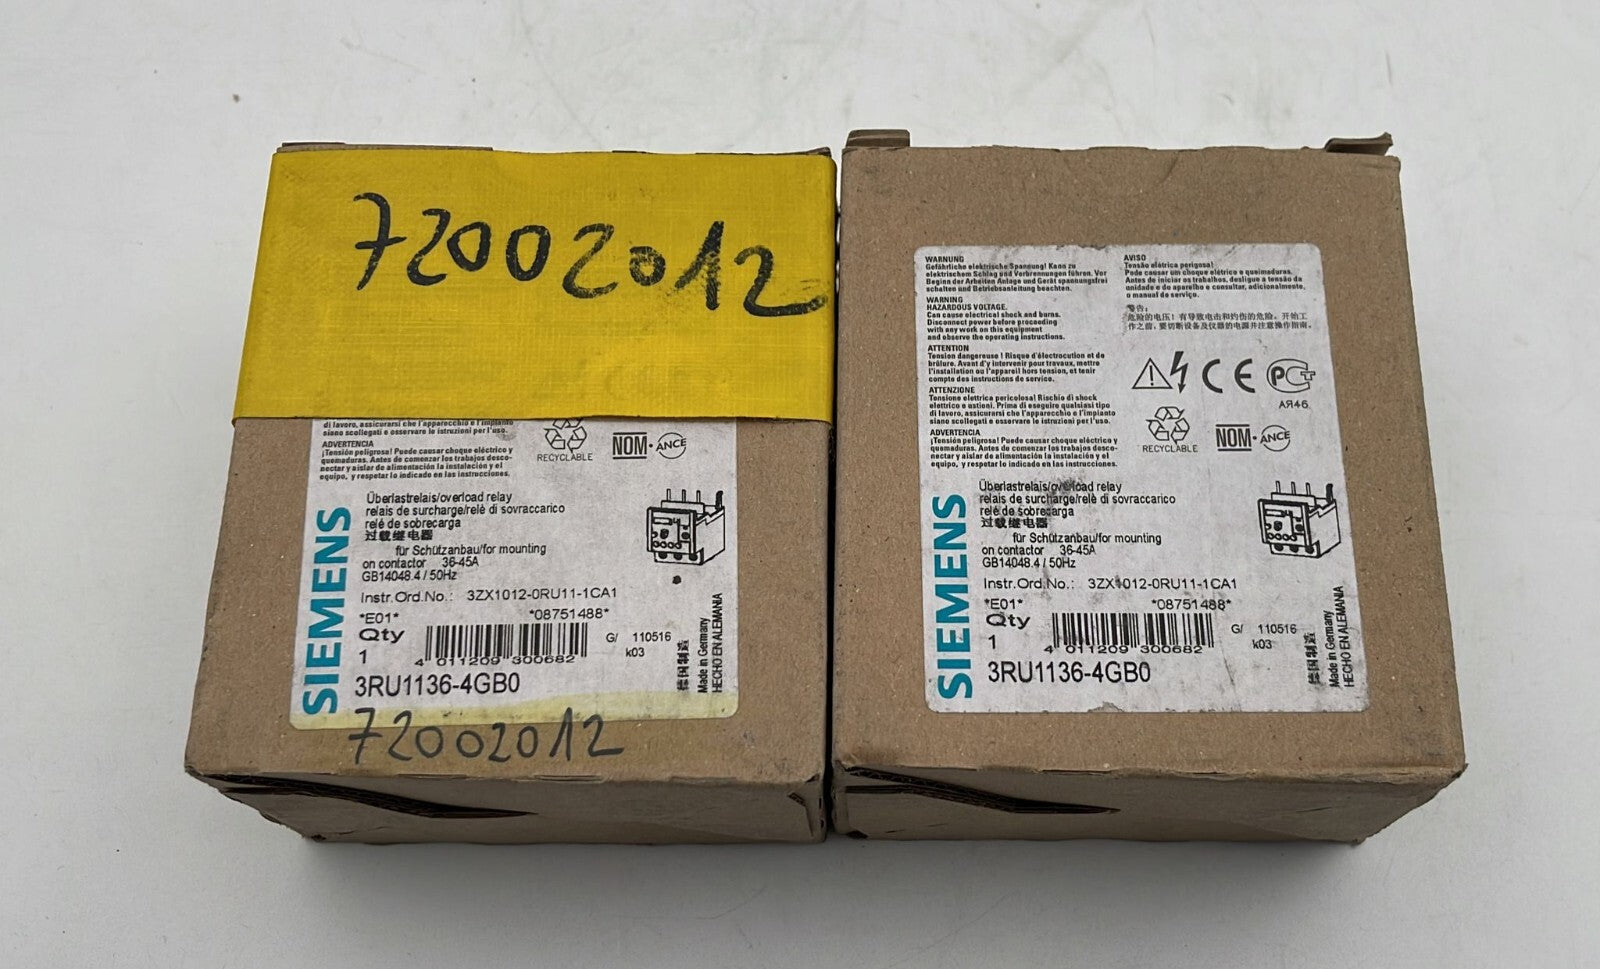 72002012
di lavoro, assicurarsi che l'apparecchio e l'impianto
siano scollegati e osservare le istruzioni per l'uso.
ADVERTENCIA
¡Tensión peligrosa! Puede causar choque eléctrico y
quemaduras. Antes de comenzar los trabajos desco-
nectar y aislar de alimentación la instalación y el
equipo, y respetar lo indicado en las instrucciones.
RECYCLABLE
NOM-ANCE
SIEMENS
Überlastrelais/overload relay
relais de surcharge/relè di sovraccarico
relé de sobrecarga
过载继电器
für Schützanbau/for mounting
on contactor 36-45A
GB14048.4 / 50Hz
Instr.Ord.No.: 3ZX1012-0RU11-1CA1
*E01* *08751488*
Qty
1
4 011209 300682
G/ 110516
k03
3RU1136-4GB0
德国制造
Made in Germany
HECHO EN ALEMANIA
72002012
WARNUNG
Gefährliche elektrische Spannung! Kann zu
elektrischem Schlag und Verbrennungen führen. Vor
Beginn der Arbeiten Anlage und Gerät spannungsfrei
schalten und Betriebsanleitung beachten.
WARNING
HAZARDOUS VOLTAGE.
Can cause electrical shock and burns.
Disconnect power before proceeding
with any work on this equipment
and observe the operating instructions.
ATTENTION
Tension dangereuse ! Risque d'électrocution et de
brûlure. Avant d'y intervenir pour travaux, mettre
l'installation ou l'appareil hors tension, et tenir
compte des instructions de service.
ATTENZIONE
Tensione elettrica pericolosa! Rischio di shock
elettrico e ustioni. Prima di eseguire qualsiasi tipo
di lavoro, assicurarsi che l'apparecchio e l'impianto
siano scollegati e osservare le istruzioni per l'uso.
ADVERTENCIA
¡Tensión peligrosa! Puede causar choque eléctrico y
quemaduras. Antes de comenzar los trabajos desco-
nectar y aislar de alimentación la instalación y el
equipo, y respetar lo indicado en las instrucciones.
AVISO
Tensão elétrica perigosa!
Pode causar um choque elétrico e queimaduras.
Antes de iniciar os trabalhos, desligue a tensão da
unidade e do aparelho e consultar, adicionalmente,
o manual de serviço.
警告:
危险的电压! 有导致电击和灼伤的危险。开始工
作之前,要切断设备及仪器的电源并注意操作指南。
CE
РСТ
АЯ46
RECYCLABLE
NOM-ANCE
SIEMENS
Überlastrelais/overload relay
relais de surcharge/relè di sovraccarico
relé de sobrecarga
过载继电器
für Schützanbau/for mounting
on contactor 36-45A
GB14048.4 / 50Hz
Instr.Ord.No.: 3ZX1012-0RU11-1CA1
*E01* *08751488*
Qty
1
4 011209 300682
G/ 110516
k03
3RU1136-4GB0
德国制造
Made in Germany
HECHO EN ALEMANIA